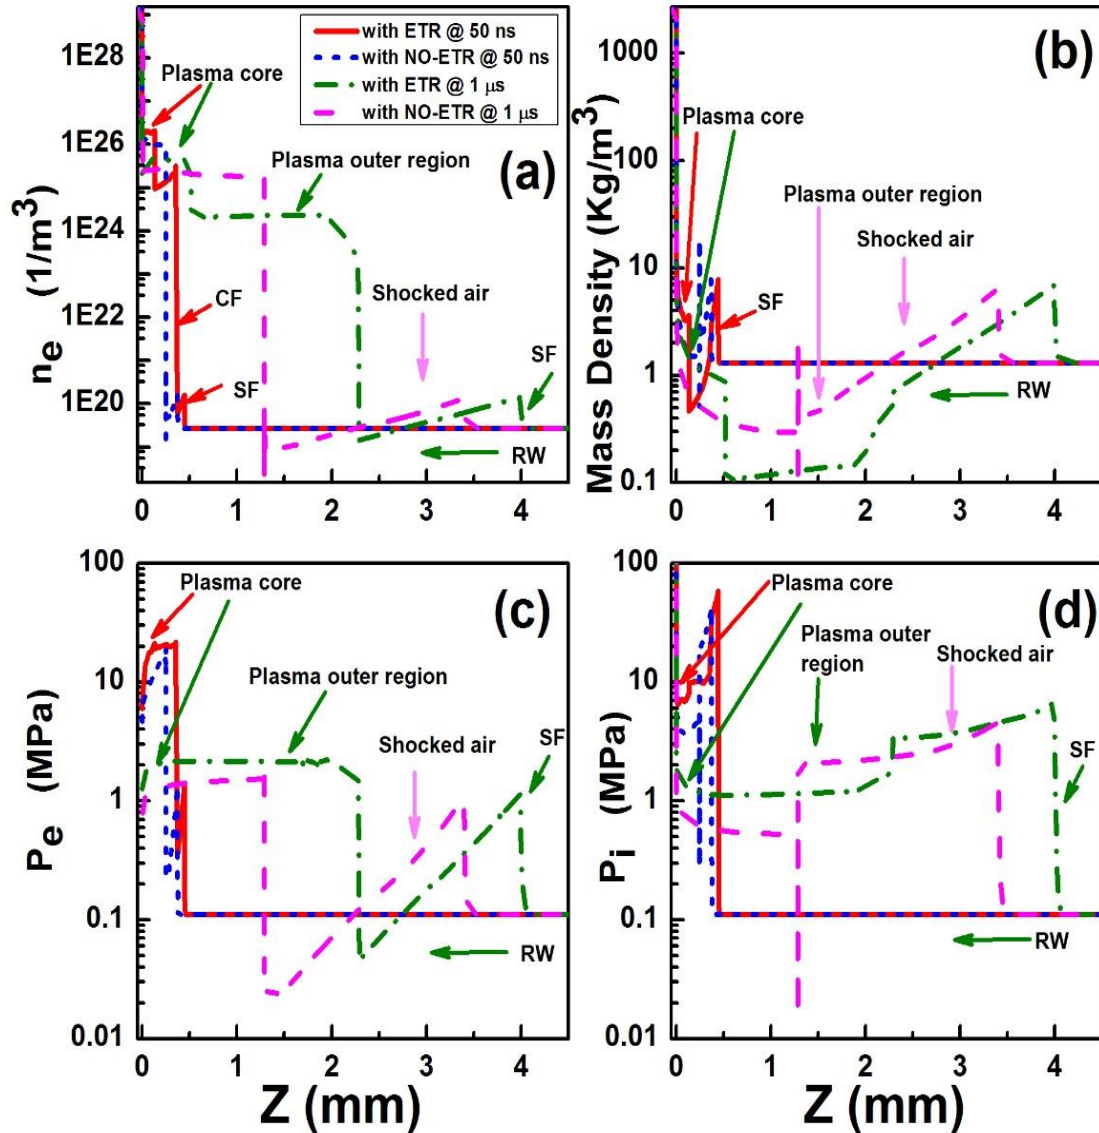 with ETR @ 50 ns
with NO-ETR @ 50 ns
with ETR @ 1 μs
with NO-ETR @ 1 μs
(a)
n_e (1/m³)
1E28
1E26
1E24
1E22
1E20
Plasma core
Plasma outer region
CF
Shocked air
SF
SF
RW
0 1 2 3 4
(b)
Mass Density (Kg/m³)
1000
100
10
1
0.1
Plasma core
Plasma outer region
Shocked air
SF
RW
0 1 2 3 4
(c)
P_e (MPa)
100
10
1
0.1
0.01
Plasma core
Plasma outer region
Shocked air
SF
RW
0 1 2 3 4
Z (mm)
(d)
P_i (MPa)
100
10
1
0.1
0.01
Plasma core
Plasma outer
region
Shocked air
SF
RW
0 1 2 3 4
Z (mm)